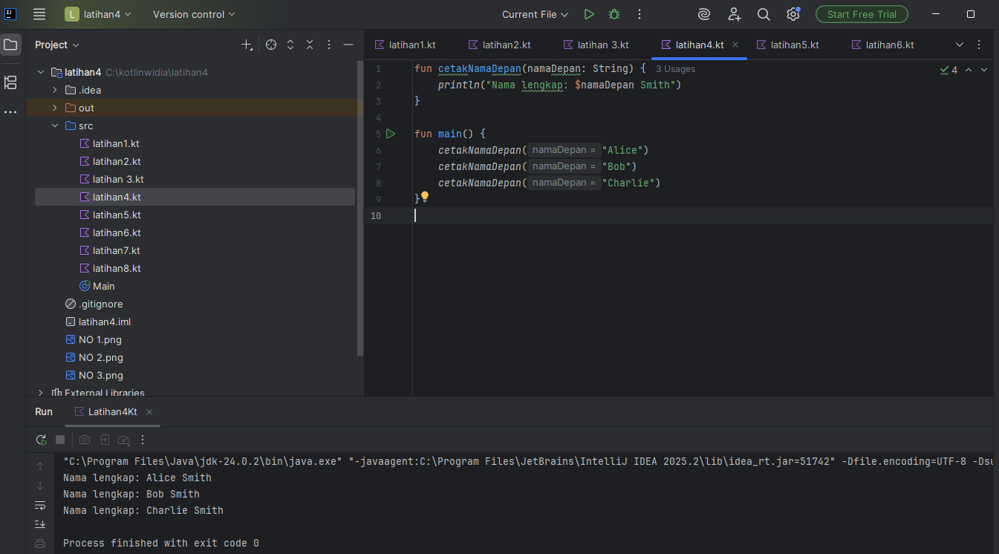 L latihan4 Version control Current File Start Free Trial
Project
latihan4 C:\kotlinwidia\latihan4
.idea
out
src
latihan1.kt
latihan2.kt
latihan 3.kt
latihan4.kt
latihan5.kt
latihan6.kt
latihan7.kt
latihan8.kt
Main
.gitignore
latihan4.iml
NO 1.png
NO 2.png
NO 3.png
External Libraries
latihan1.kt latihan2.kt latihan 3.kt latihan4.kt latihan5.kt latihan6.kt
1 fun cetakNamaDepan(namaDepan: String) { 3 Usages 4
2 println("Nama lengkap: $namaDepan Smith")
3 }
4
5 fun main() {
6 cetakNamaDepan( namaDepan = "Alice")
7 cetakNamaDepan( namaDepan = "Bob")
8 cetakNamaDepan( namaDepan = "Charlie")
9 }
10
Run Latihan4Kt
"C:\Program Files\Java\jdk-24.0.2\bin\java.exe" "-javaagent:C:\Program Files\JetBrains\IntelliJ IDEA 2025.2\lib\idea_rt.jar=51742" -Dfile.encoding=UTF-8 -Dsu
Nama lengkap: Alice Smith
Nama lengkap: Bob Smith
Nama lengkap: Charlie Smith
Process finished with exit code 0